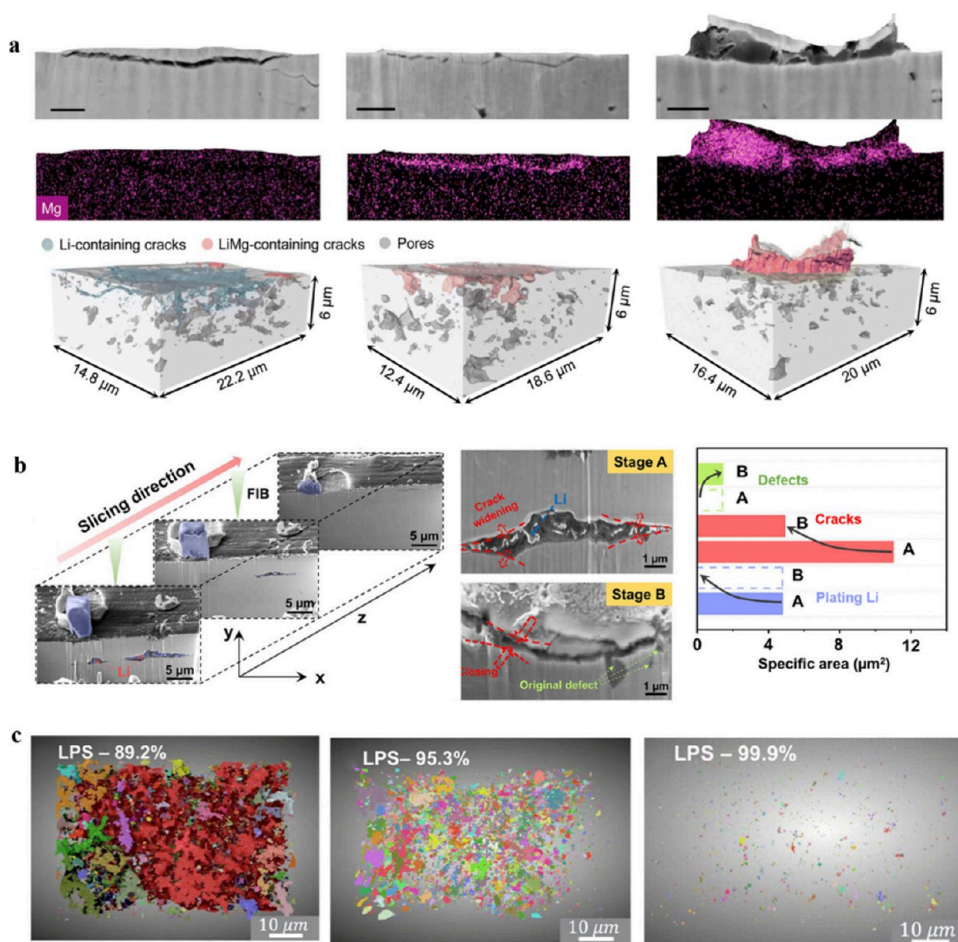 a
Mg
Li-containing cracks
LiMg-containing cracks
Pores
6 µm
14.8 µm
22.2 µm
6 µm
12.4 µm
18.6 µm
6 µm
16.4 µm
20 µm
b
Slicing direction
FIB
5 µm
5 µm
Li
5 µm
y
x
z
Stage A
Crack
widening
Li
1 µm
Stage B
Closing
Original defect
1 µm
B
Defects
A
B
Cracks
A
B
A
Plating Li
0
4
8
12
Specific area (µm²)
c
LPS – 89.2%
10 µm
LPS– 95.3%
10 µm
LPS – 99.9%
10 µm